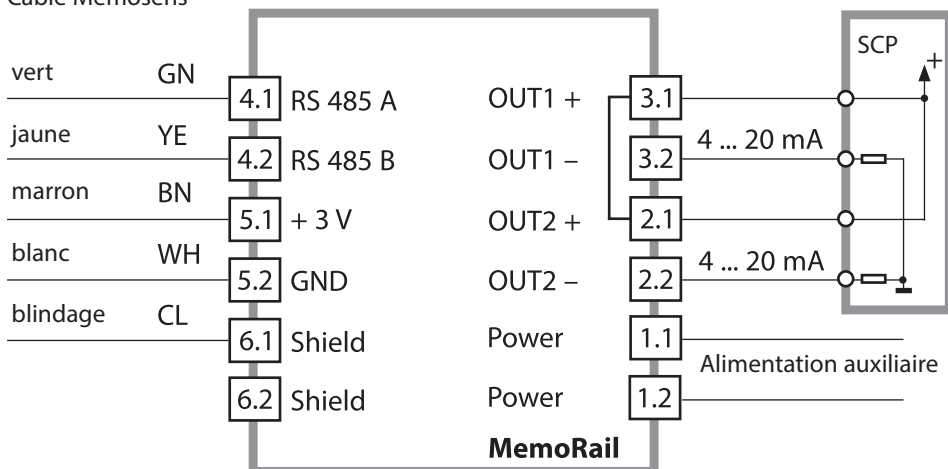 Câble Memosens
SCP
+
vert GN
4.1 RS 485 A OUT1 + 3.1
jaune YE
4 ... 20 mA
4.2 RS 485 B OUT1 – 3.2
marron BN
5.1 + 3 V OUT2 + 2.1
blanc WH
4 ... 20 mA
5.2 GND OUT2 – 2.2
blindage CL
6.1 Shield Power 1.1
Alimentation auxiliaire
6.2 Shield Power 1.2
MemoRail